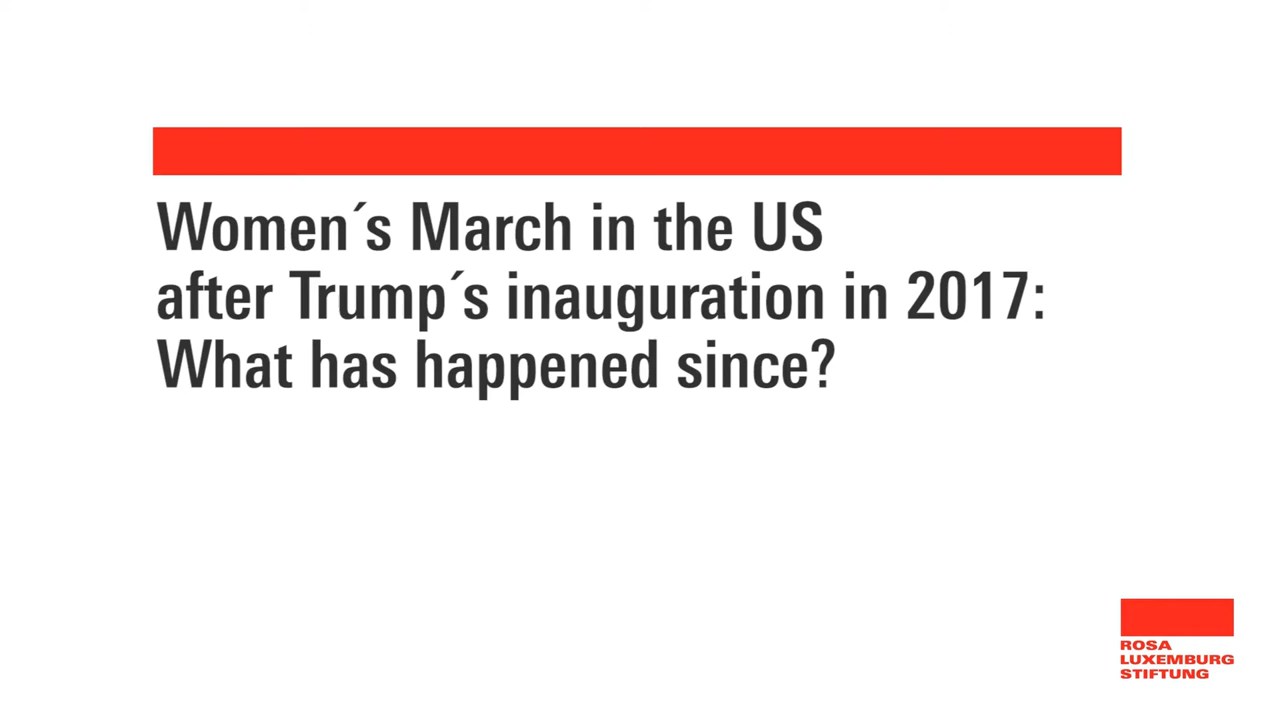 Women´s March in the US
after Trump´s inauguration in 2017:
What has happened since?
ROSA
LUXEMBURG
STIFTUNG